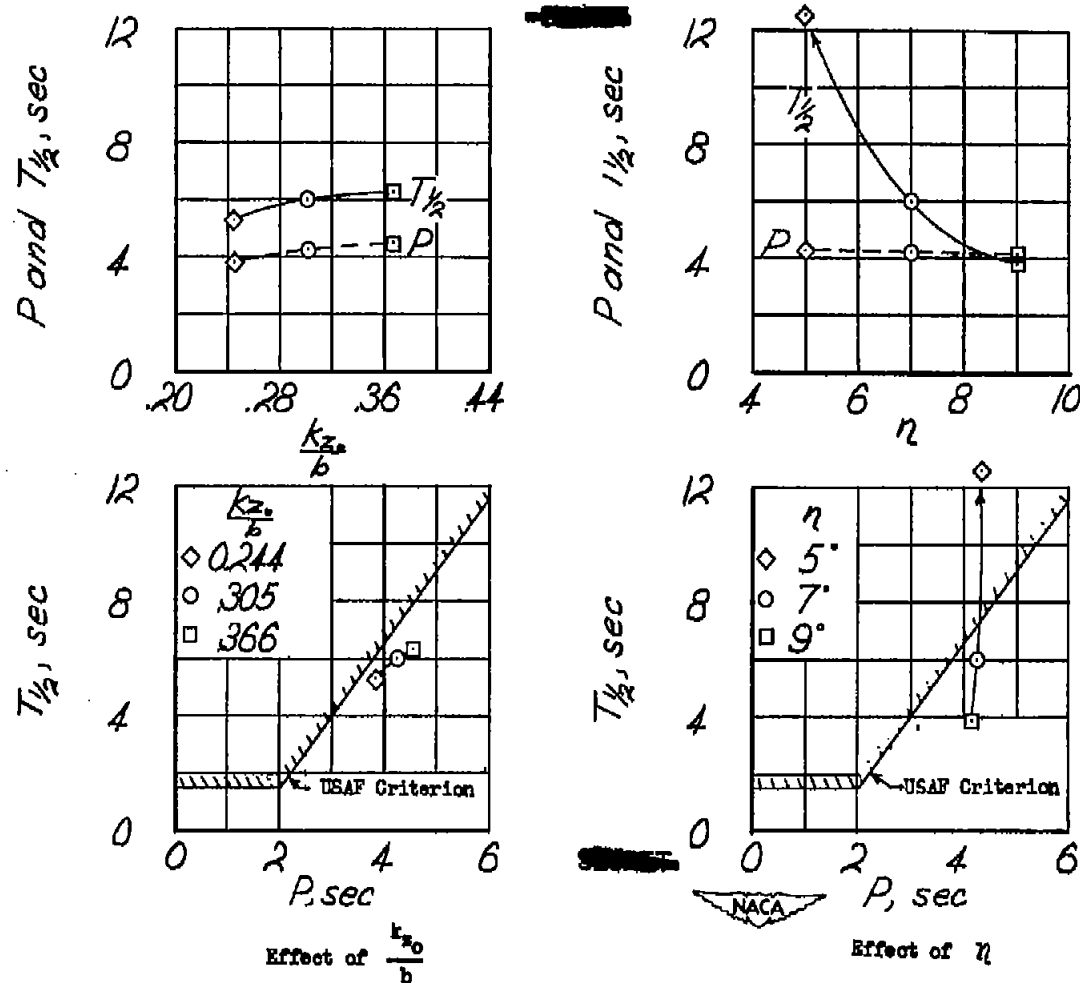 12
8
4
0
P and T½, sec
T½
P
.20 .28 .36 .44
kz₀/b
12
8
4
0
P and T½, sec
T½
P
4 6 8 10
η
12
8
4
0
T½, sec
kz₀/b
◇ 0.244
○ .305
□ .366
USAF Criterion
0 2 4 6
P, sec
Effect of kz₀/b
12
8
4
0
T½, sec
η
◇ 5°
○ 7°
□ 9°
USAF Criterion
0 2 4 6
P, sec
NACA
Effect of η